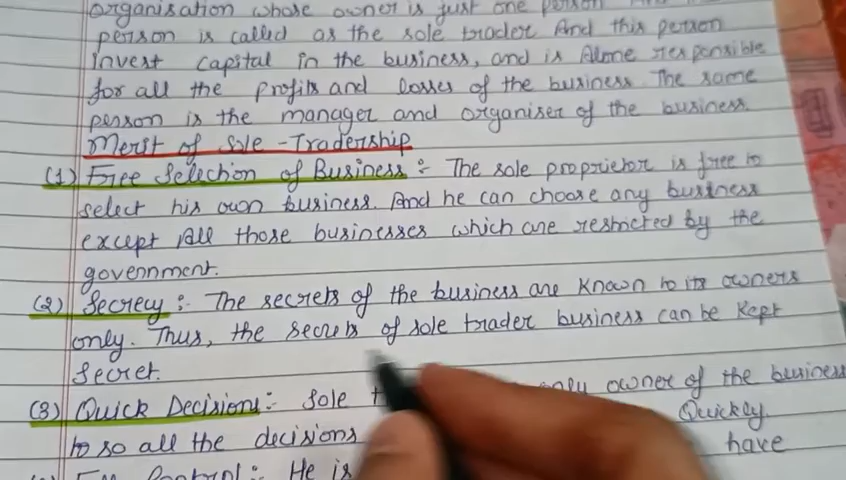 organisation whose owner is just one person And this
person is called as the sole trader And this person
invest capital in the business, and is Alone responsible
for all the profits and losses of the business. The same
person is the manager and organiser of the business.
Merit of Sole -Tradership
(1) Free Selection of Business :- The sole proprietor is free to
select his own business And he can choose any business
except All those businesses which are restricted by the
government.
(2) Secrecy :- The secrets of the business are known to its owners
only. Thus, the secrets of sole trader business can be kept
secret.
(3) Quick Decision :- Sole only owner of the business
to so all the decisions Quickly.
have
Control :- He is